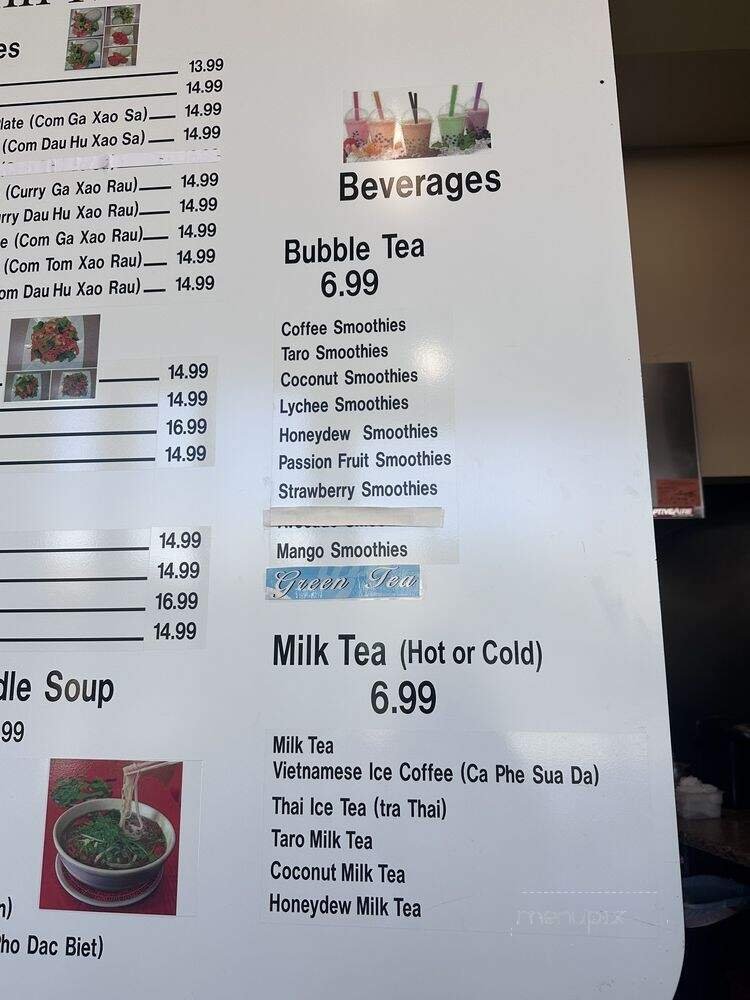 es
13.99
14.99
late (Com Ga Xao Sa) 14.99
(Com Dau Hu Xao Sa) 14.99
(Curry Ga Xao Rau) 14.99
rry Dau Hu Xao Rau) 14.99
e (Com Ga Xao Rau) 14.99
(Com Tom Xao Rau) 14.99
om Dau Hu Xao Rau) 14.99
14.99
14.99
16.99
14.99
14.99
14.99
16.99
14.99
dle Soup
99
n)
ho Dac Biet)
Beverages
Bubble Tea
6.99
Coffee Smoothies
Taro Smoothies
Coconut Smoothies
Lychee Smoothies
Honeydew Smoothies
Passion Fruit Smoothies
Strawberry Smoothies
Mango Smoothies
Green Tea
Milk Tea (Hot or Cold)
6.99
Milk Tea
Vietnamese Ice Coffee (Ca Phe Sua Da)
Thai Ice Tea (tra Thai)
Taro Milk Tea
Coconut Milk Tea
Honeydew Milk Tea
menupix
PTIVEAIRE